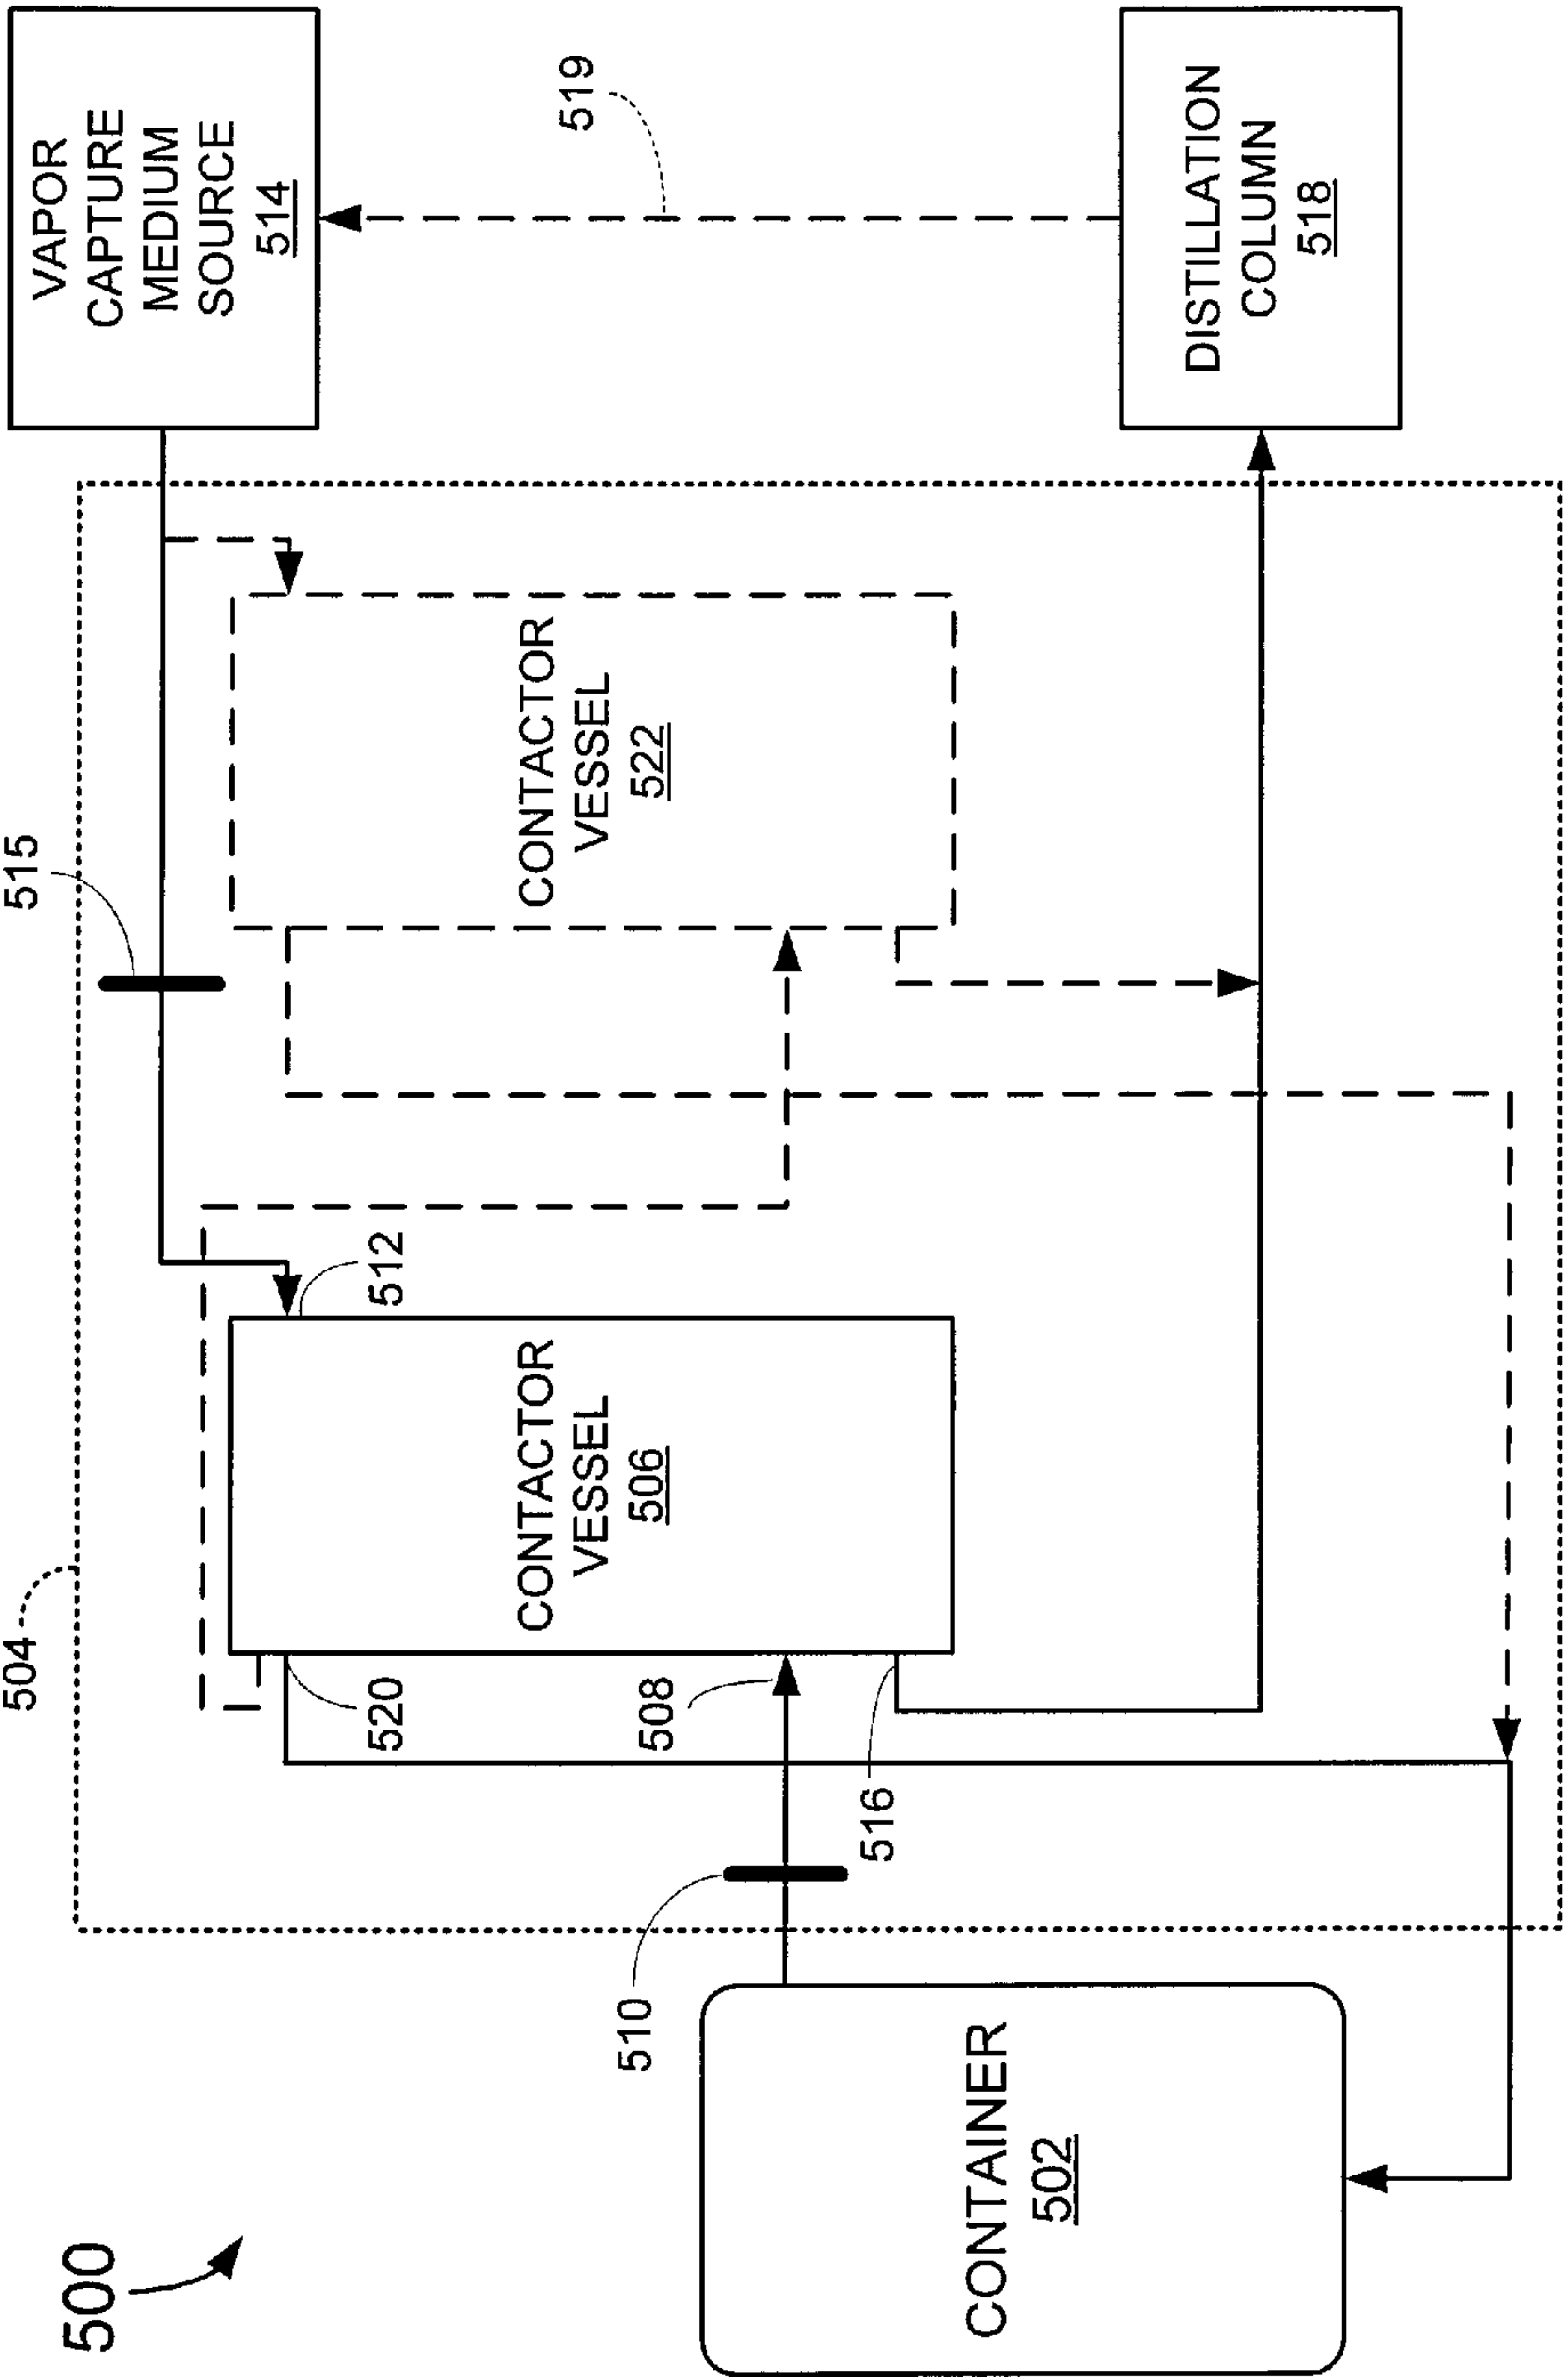 500
504
515
VAPOR
CAPTURE
MEDIUM
SOURCE
514
519
512
520
CONTACTOR
VESSEL
506
CONTACTOR
VESSEL
522
508
510
516
CONTAINER
502
DISTILLATION
COLUMN
518